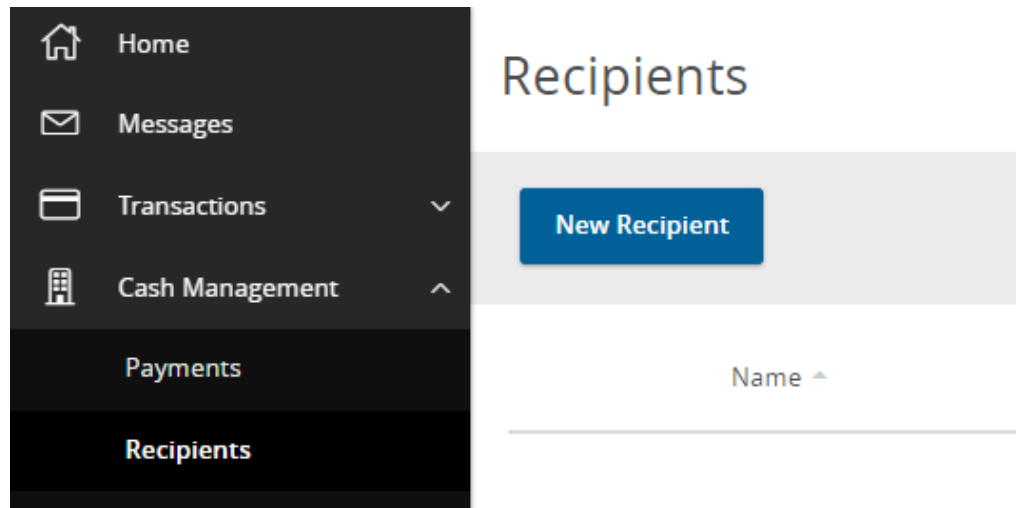 Home
Messages
Transactions
Cash Management
Payments
Recipients
Recipients
New Recipient
Name